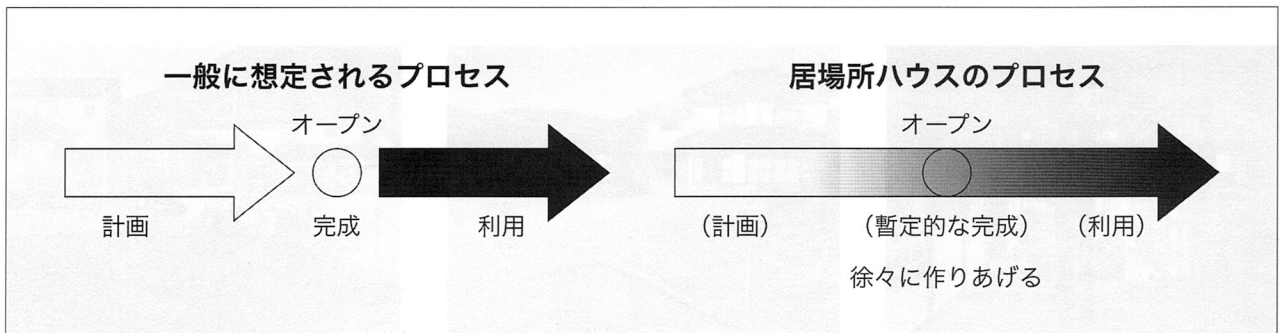 一般に想定されるプロセス
オープン
計画
完成
利用
居場所ハウスのプロセス
オープン
（計画）
（暫定的な完成）
（利用）
徐々に作りあげる